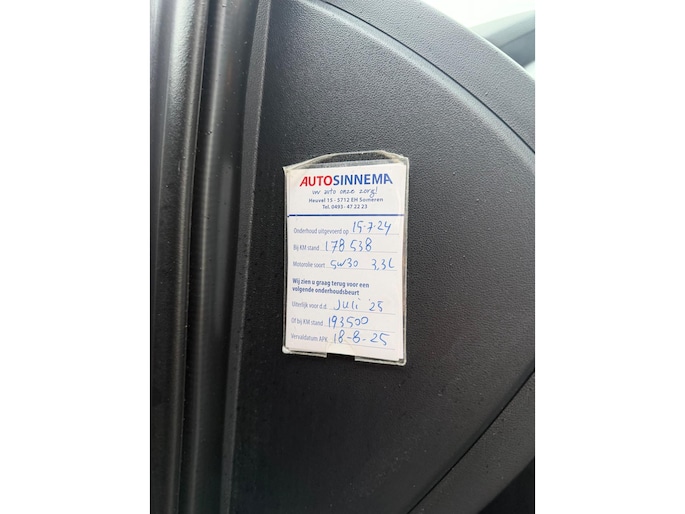 AUTOSINNEMA
uw auto onze zorg!
Heuvel 15 - 5712 EH Someren
Tel. 0493 - 47 22 23
Onderhoud uitgevoerd op 15-7-24
Bij KM stand 178538
Motorolie soort 5W30 3,3L
Wij zien u graag terug voor een
volgende onderhoudsbeurt
Uiterlijk voor d.d. Juli '25
Of bij KM stand 193500
Vervaldatum APK 18-8-25